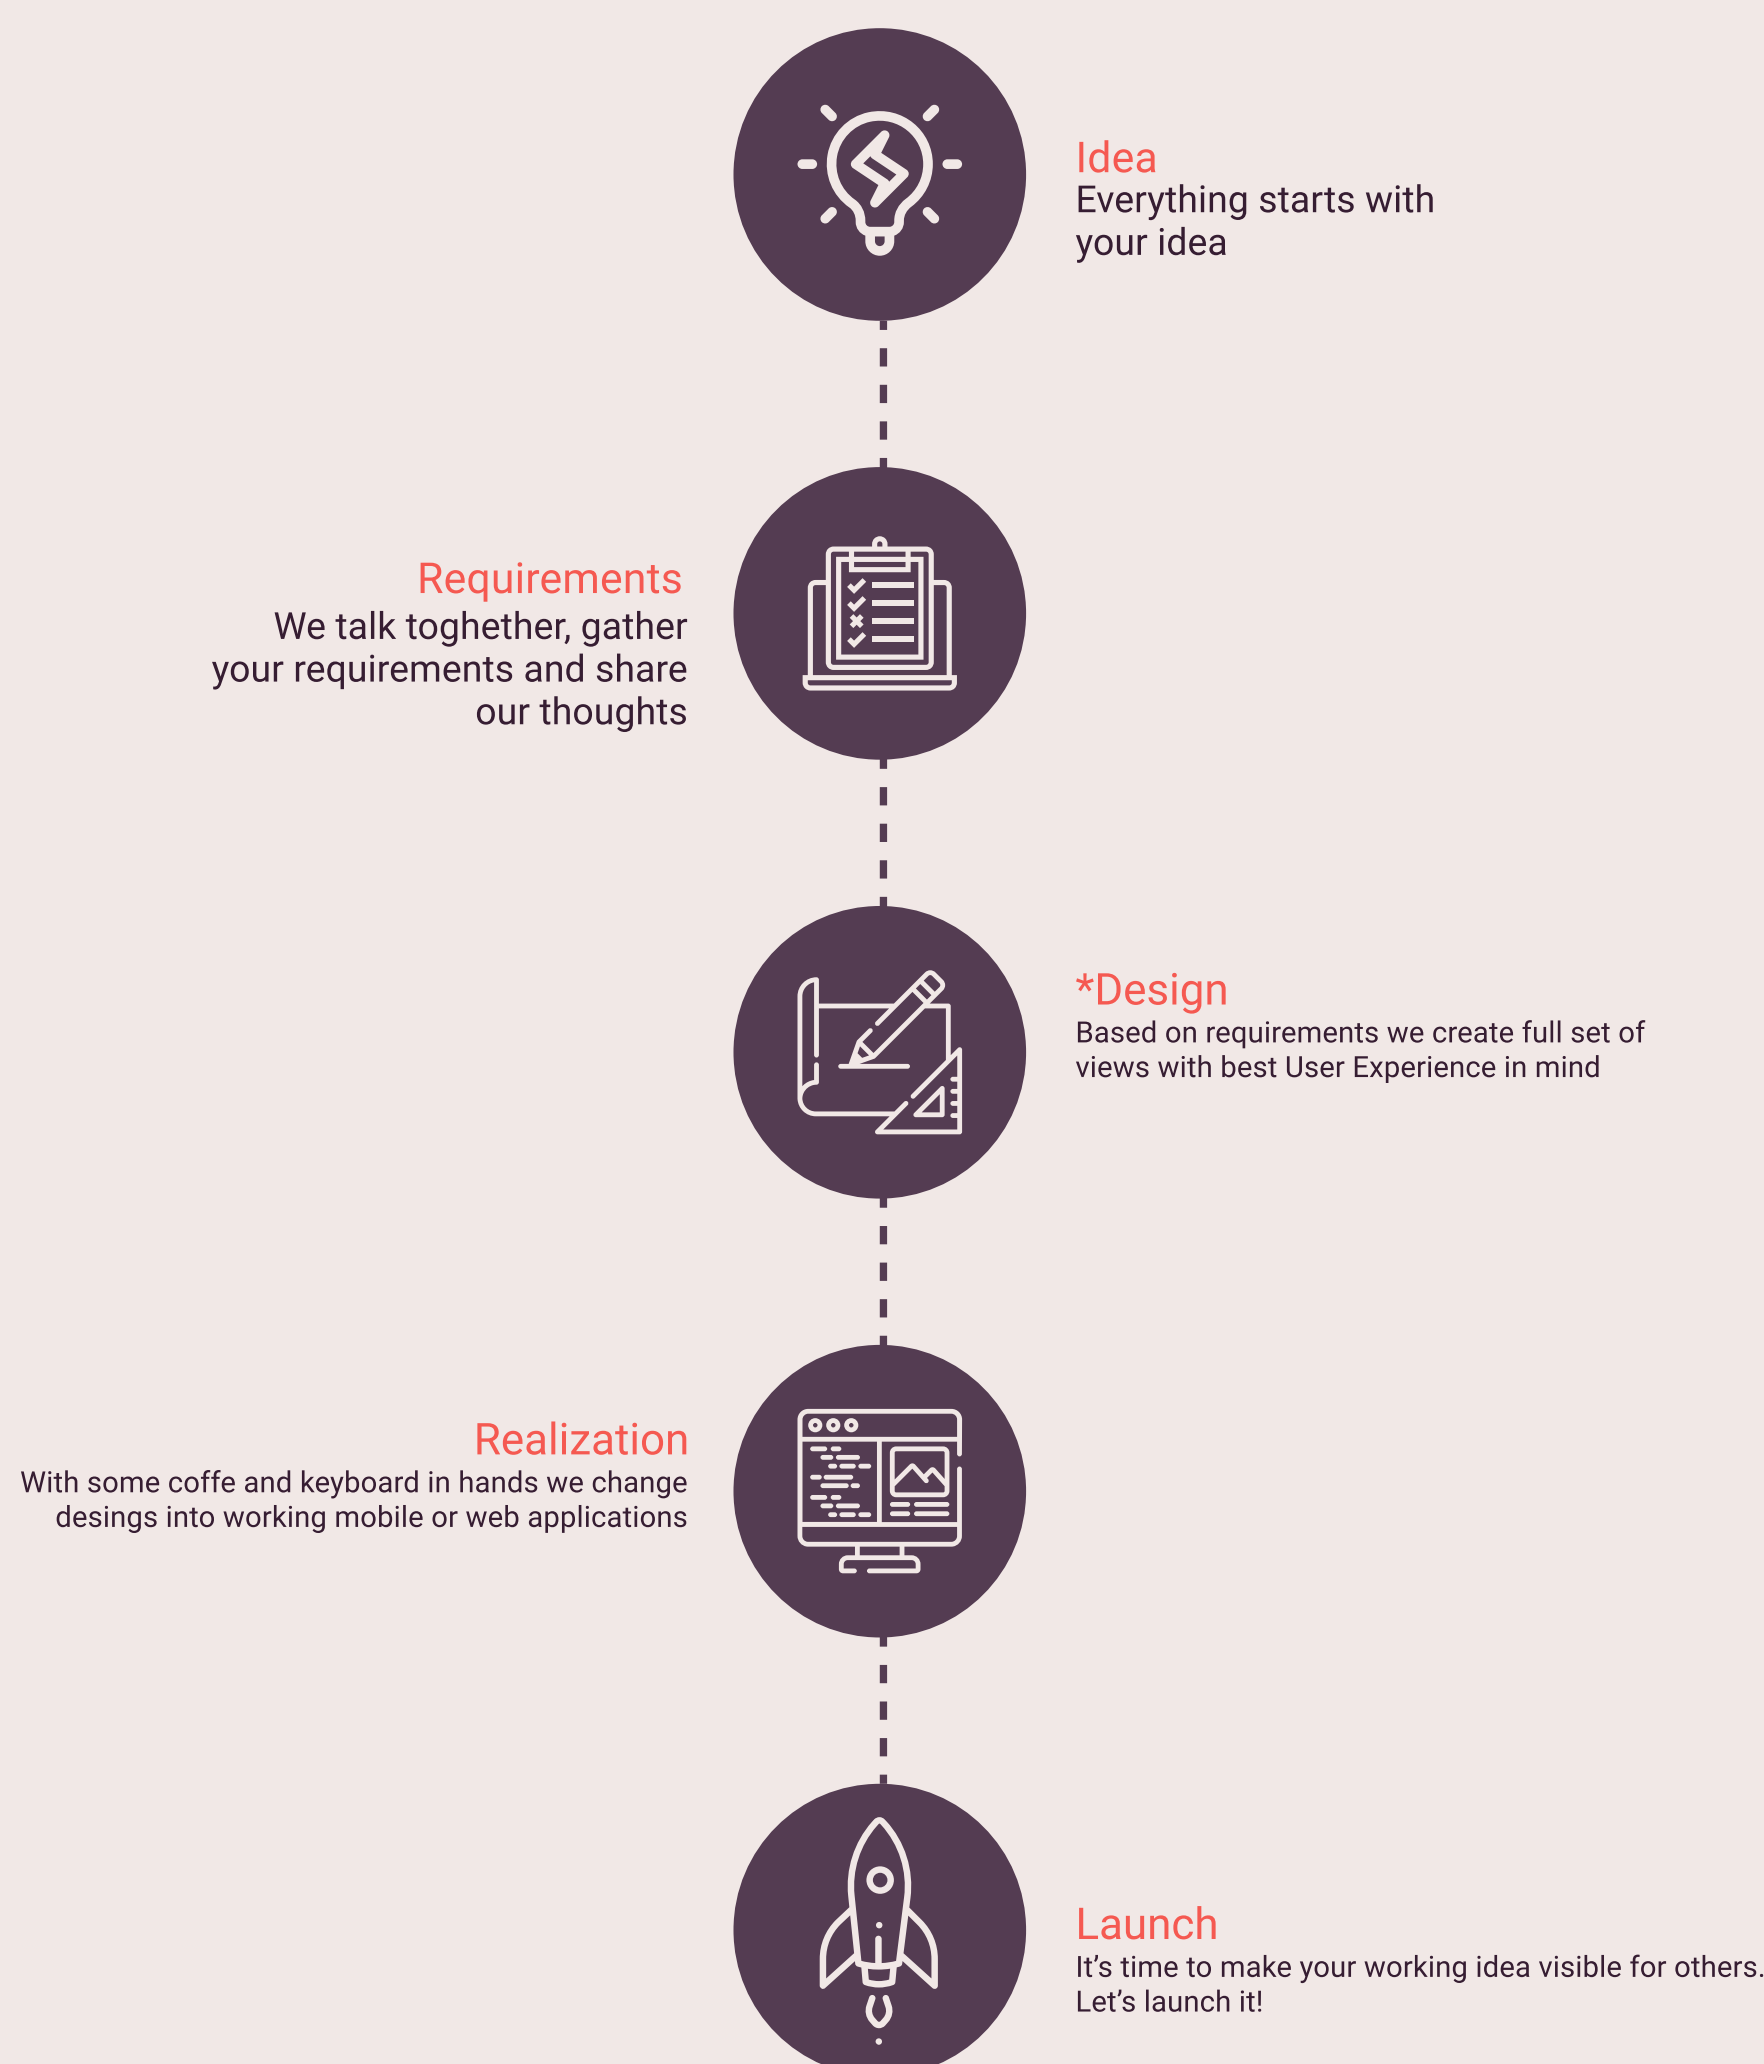 Idea
Everything starts with
your idea
Requirements
We talk toghether, gather
your requirements and share
our thoughts
*Design
Based on requirements we create full set of
views with best User Experience in mind
Realization
With some coffe and keyboard in hands we change
desings into working mobile or web applications
Launch
It’s time to make your working idea visible for others.
Let’s launch it!